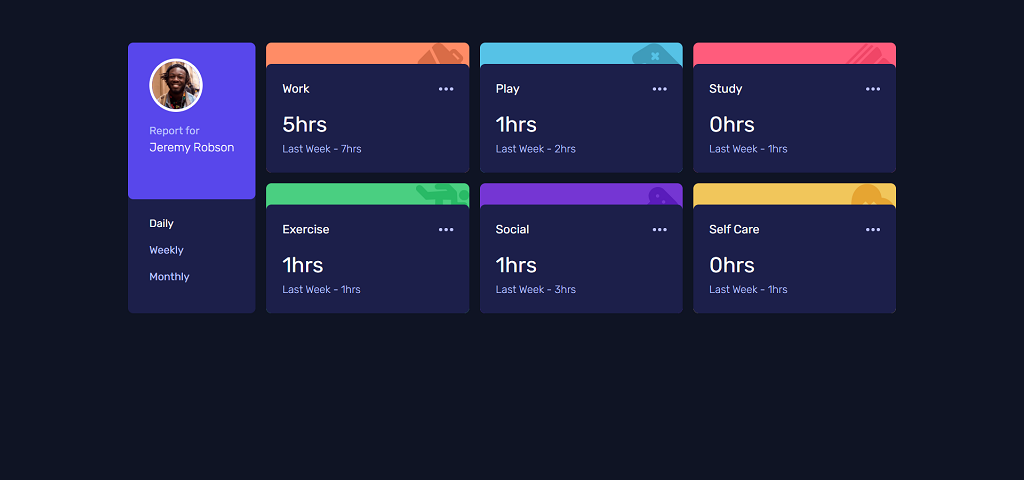 Report for
Jeremy Robson
Daily
Weekly
Monthly
Work
5hrs
Last Week - 7hrs
Play
1hrs
Last Week - 2hrs
Study
0hrs
Last Week - 1hrs
Exercise
1hrs
Last Week - 1hrs
Social
1hrs
Last Week - 3hrs
Self Care
0hrs
Last Week - 1hrs